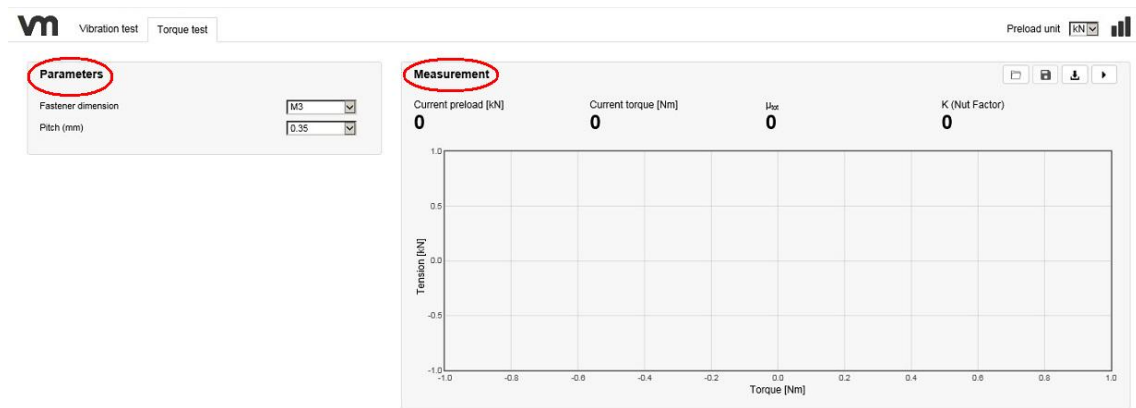 vm Vibration test Torque test Preload unit kN
Parameters
Fastener dimension M3
Pitch (mm) 0.35
Measurement
Current preload [kN] Current torque [Nm] μtot K (Nut Factor)
0 0 0 0
1.0
0.5
0.0
-0.5
-1.0
Tension [kN]
-1.0 -0.8 -0.6 -0.4 -0.2 0.0 0.2 0.4 0.6 0.8 1.0
Torque [Nm]